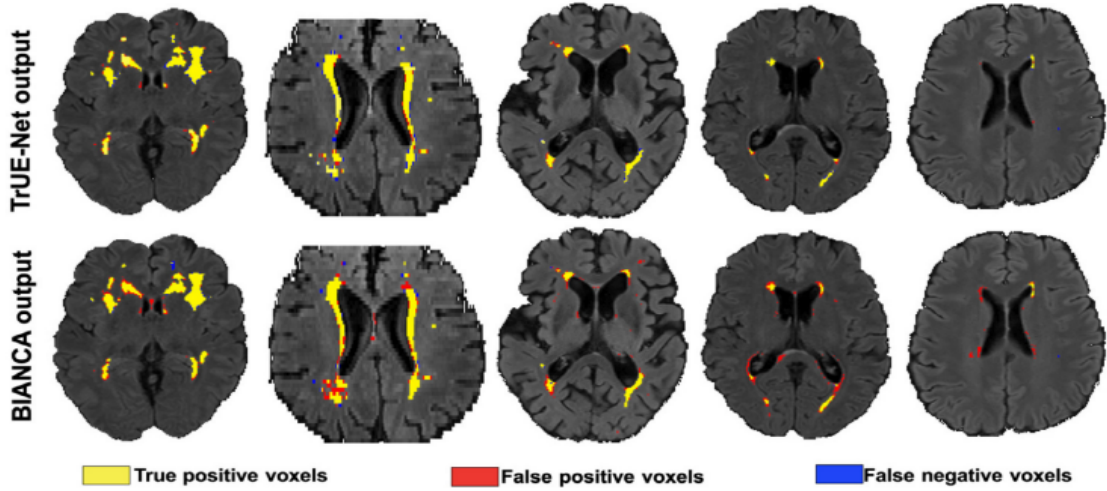 TrUE-Net output
BIANCA output
True positive voxels
False positive voxels
False negative voxels